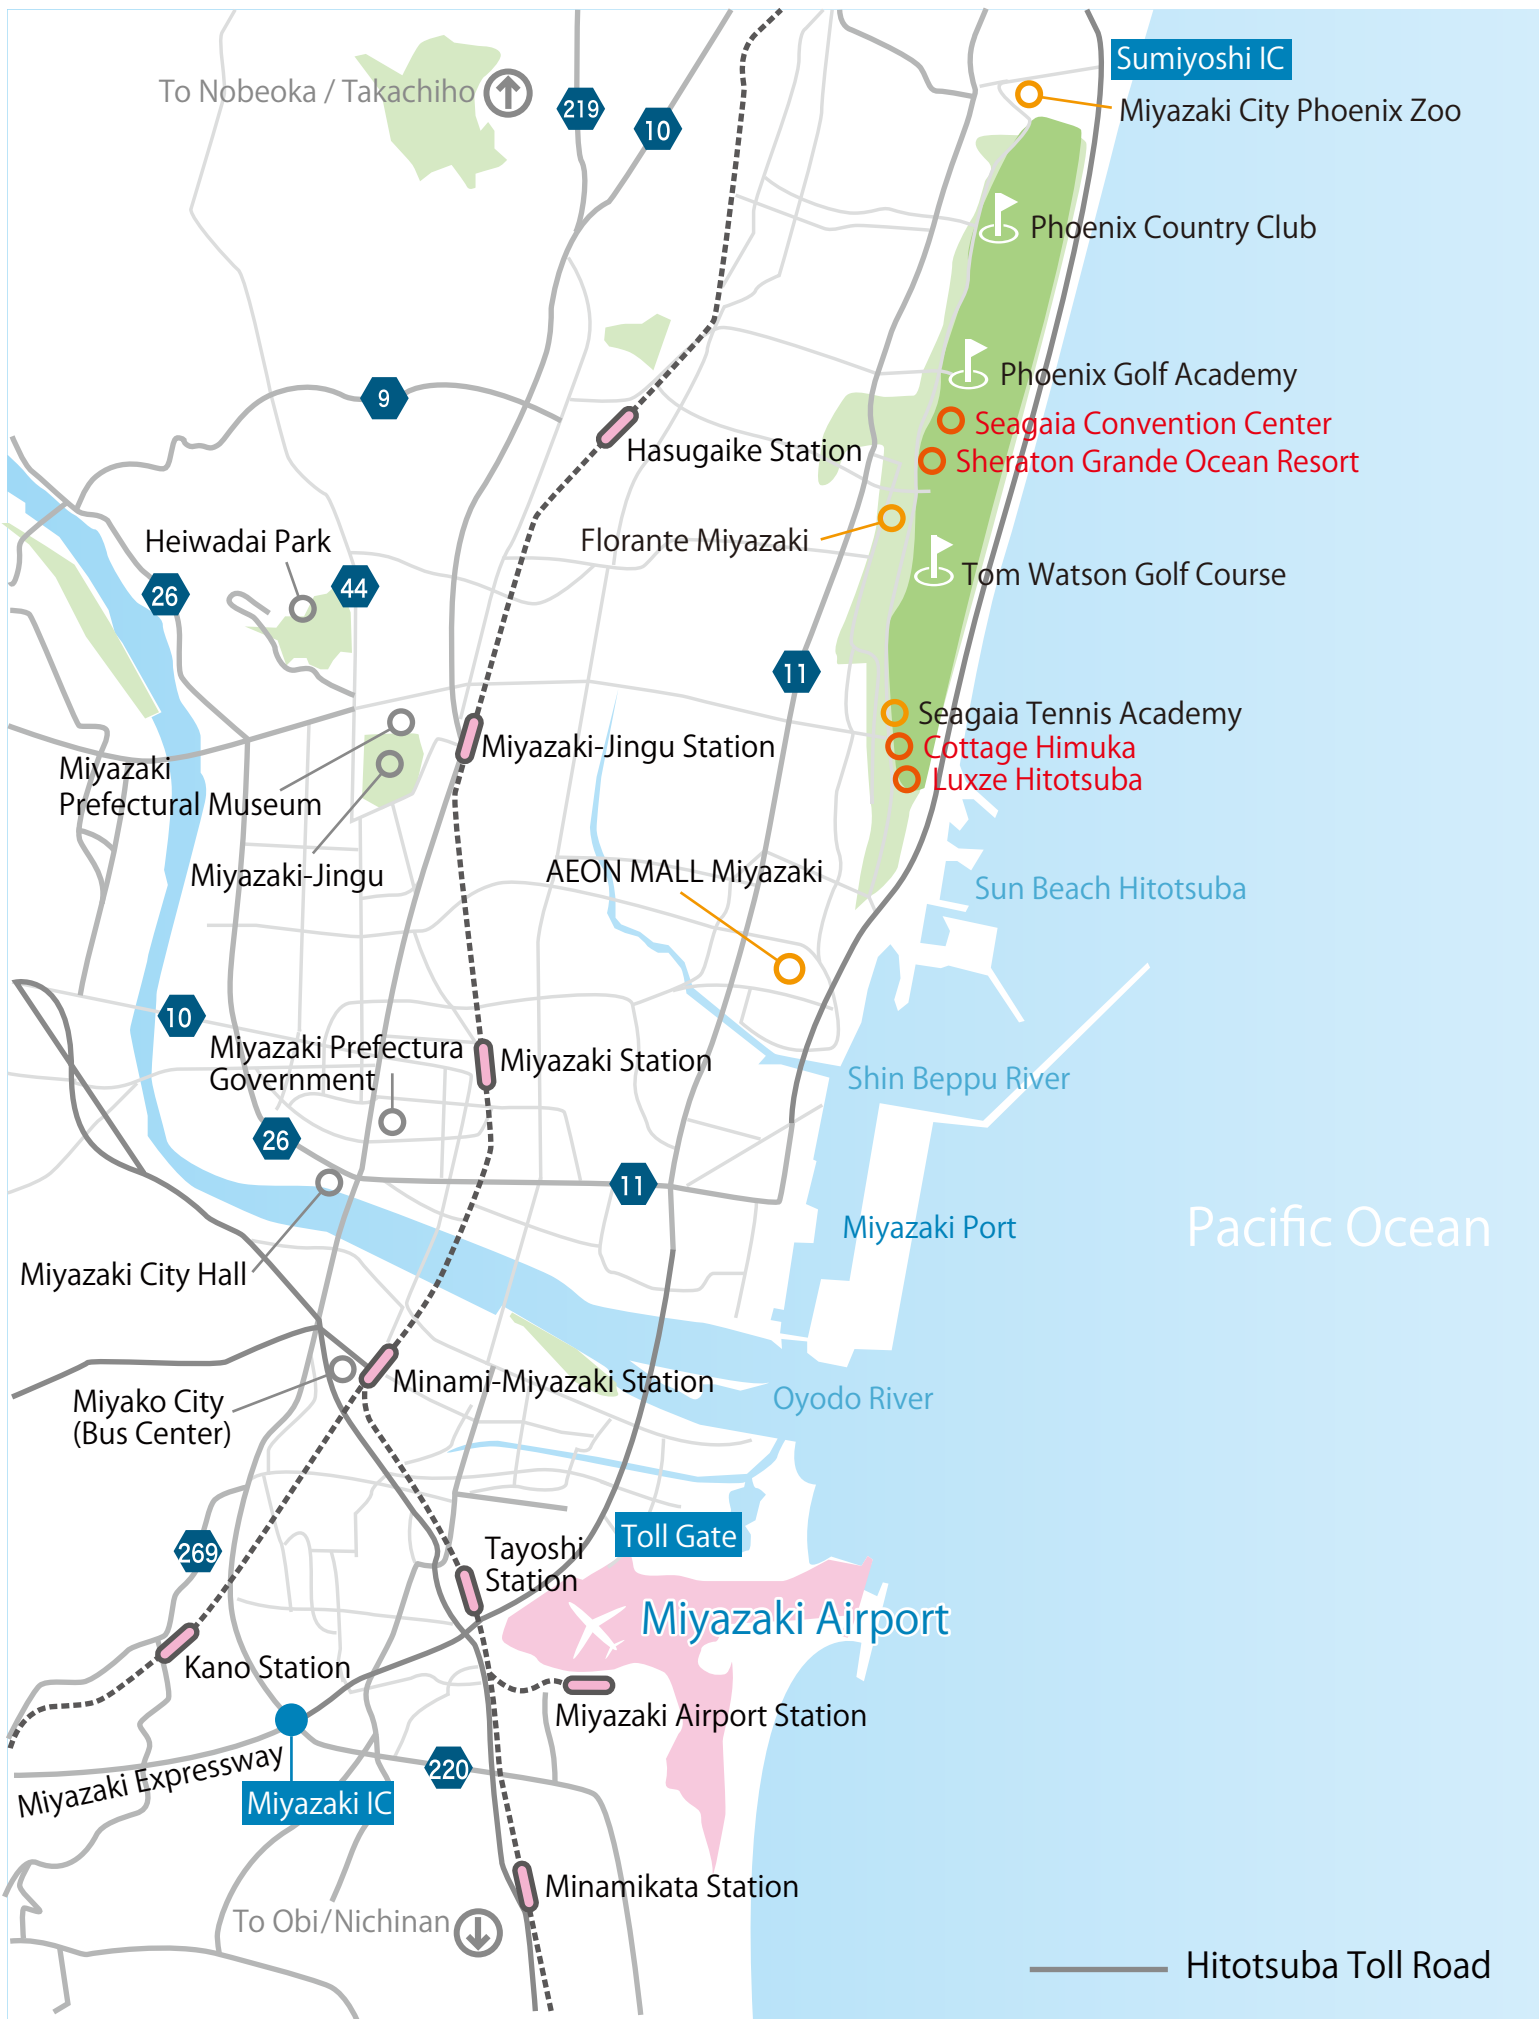 Sumiyoshi IC
To Nobeoka / Takachiho
219
10
Miyazaki City Phoenix Zoo
Phoenix Country Club
Phoenix Golf Academy
9
Seagaia Convention Center
Hasugaike Station
Sheraton Grande Ocean Resort
Heiwadai Park
Florante Miyazaki
Tom Watson Golf Course
26
44
11
Seagaia Tennis Academy
Miyazaki-Jingu Station
Cottage Himuka
Luxze Hitotsuba
Miyazaki
Prefectural Museum
Miyazaki-Jingu
AEON MALL Miyazaki
Sun Beach Hitotsuba
10
Miyazaki Prefectura
Government
Miyazaki Station
Shin Beppu River
26
11
Miyazaki Port
Pacific Ocean
Miyazaki City Hall
Minami-Miyazaki Station
Miyako City
(Bus Center)
Oyodo River
Toll Gate
269
Tayoshi
Station
Miyazaki Airport
Kano Station
Miyazaki Airport Station
Miyazaki Expressway
220
Miyazaki IC
Minamikata Station
To Obi/Nichinan
Hitotsuba Toll Road